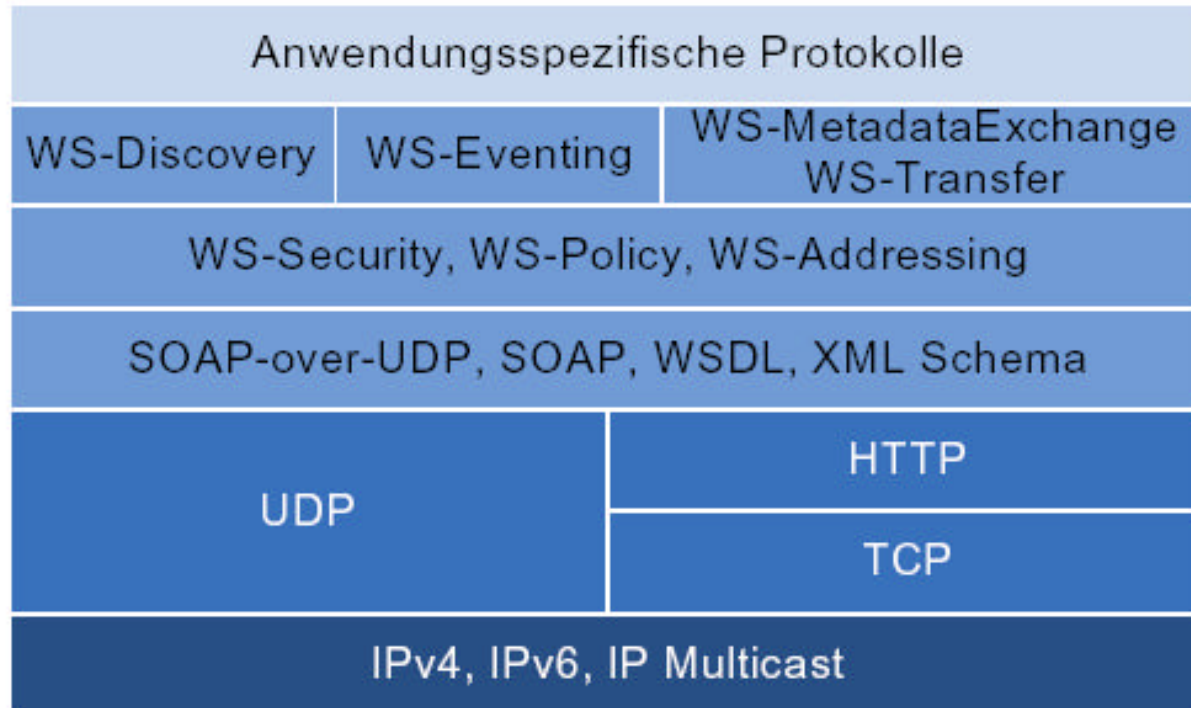 Anwendungsspezifische Protokolle
WS-Discovery
WS-Eventing
WS-MetadataExchange
WS-Transfer
WS-Security, WS-Policy, WS-Addressing
SOAP-over-UDP, SOAP, WSDL, XML Schema
UDP
HTTP
TCP
IPv4, IPv6, IP Multicast